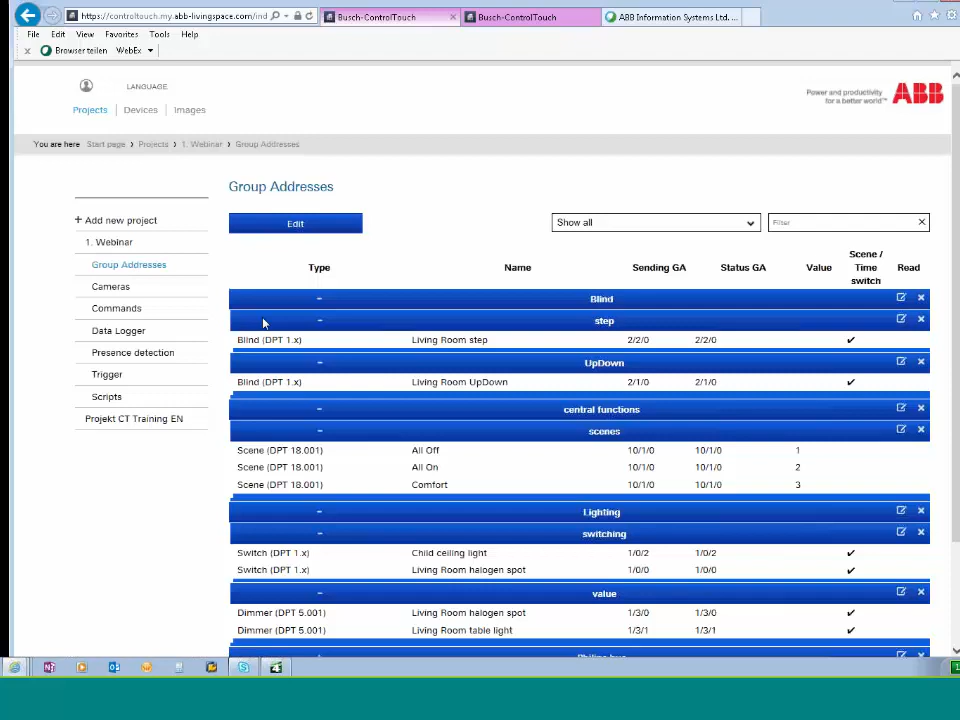 https://controltouch.my.abb-livingspace.com/ind
Busch-ControlTouch
Busch-ControlTouch
ABB Information Systems Ltd. ...
File Edit View Favorites Tools Help
x Browser teilen WebEx
LANGUAGE
Projects Devices Images
Power and productivity
for a better world™
ABB
You are here Start page > Projects > 1. Webinar > Group Addresses
Group Addresses
+ Add new project
1. Webinar
Group Addresses
Cameras
Commands
Data Logger
Presence detection
Trigger
Scripts
Projekt CT Training EN
Edit
Show all
Filter
Type Name Sending GA Status GA Value Scene / Time switch Read
- Blind
- step
Blind (DPT 1.x) Living Room step 2/2/0 2/2/0 ✔
- UpDown
Blind (DPT 1.x) Living Room UpDown 2/1/0 2/1/0 ✔
- central functions
- scenes
Scene (DPT 18.001) All Off 10/1/0 10/1/0 1
Scene (DPT 18.001) All On 10/1/0 10/1/0 2
Scene (DPT 18.001) Comfort 10/1/0 10/1/0 3
- Lighting
- switching
Switch (DPT 1.x) Child ceiling light 1/0/2 1/0/2 ✔
Switch (DPT 1.x) Living Room halogen spot 1/0/0 1/0/0 ✔
- value
Dimmer (DPT 5.001) Living Room halogen spot 1/3/0 1/3/0 ✔
Dimmer (DPT 5.001) Living Room table light 1/3/1 1/3/1 ✔